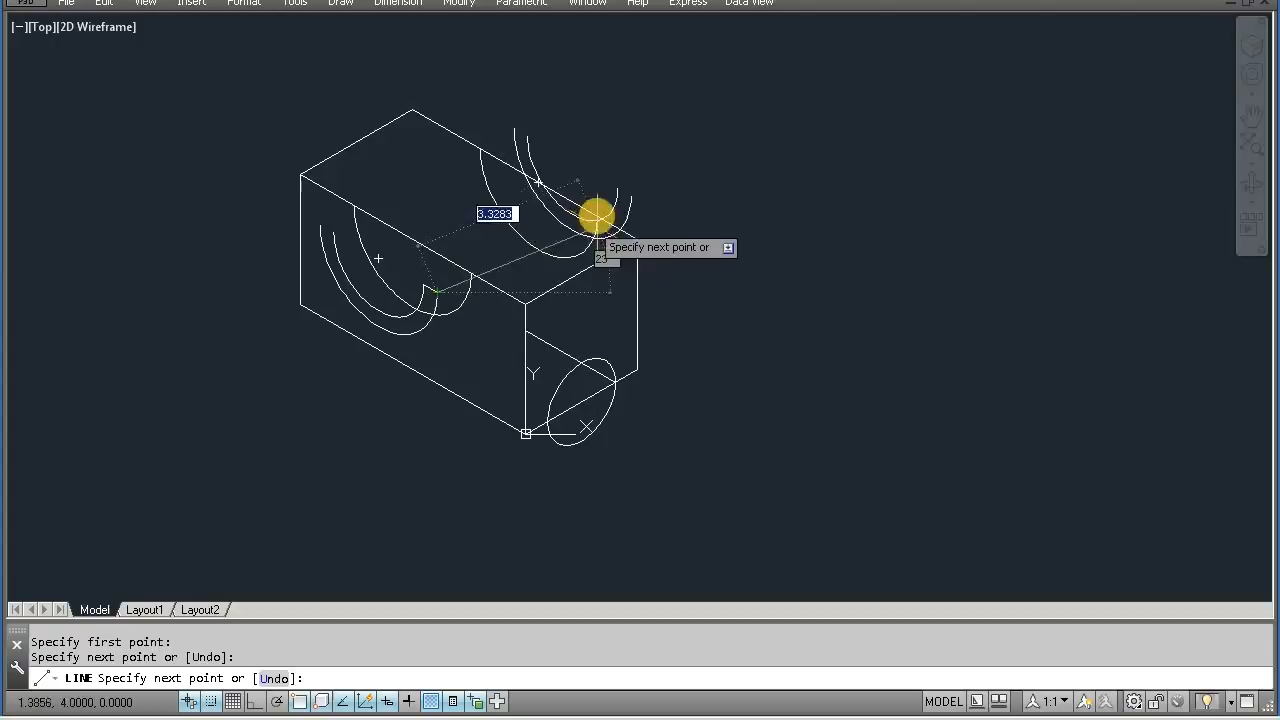 File Edit View Insert Format Tools Draw Dimension Modify Parametric Window Help Express Data View
[−][Top][2D Wireframe]
3.3283
Specify next point or
23
Y
X
Model Layout1 Layout2
Specify first point:
Specify next point or [Undo]:
LINE Specify next point or [Undo]:
1.3856, 4.0000, 0.0000 MODEL 1:1